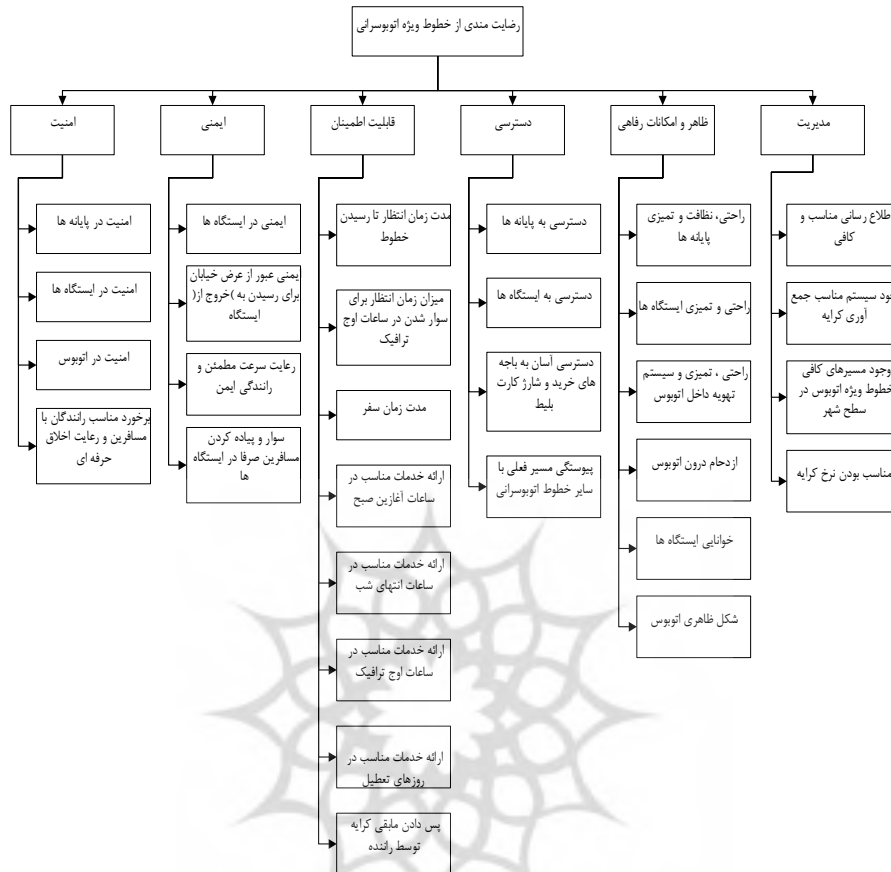 رضایت مندی از خطوط ویژه اتوبوسرانی
مدیریت
ظاهر و امکانات رفاهی
دسترسی
قابلیت اطمینان
ایمنی
امنیت
طلاع رسانی مناسب و
کافی
جود سیستم مناسب جمع
آوری کرایه
وجود مسیرهای کافی
خطوط ویژه اتوبوس در
سطح شهر
مناسب بودن نرخ کرایه
راحتی، نظافت و تمیزی
پایانه ها
راحتی و تمیزی ایستگاه ها
راحتی ، تمیزی و سیستم
تهویه داخل اتوبوس
ازدحام درون اتوبوس
خوانایی ایستگاه ها
شکل ظاهری اتوبوس
دسترسی به پایانه ها
دسترسی به ایستگاه ها
دسترسی آسان به باجه
های خرید و شارژ کارت
بلیط
پیوستگی مسیر فعلی با
سایر خطوط اتوبوسرانی
مدت زمان انتظار تا رسیدن
خطوط
میزان زمان انتظار برای
سوار شدن در ساعات اوج
ترافیک
مدت زمان سفر
ارائه خدمات مناسب در
ساعات آغازین صبح
ارائه خدمات مناسب در
ساعات انتهای شب
ارائه خدمات مناسب در
ساعات اوج ترافیک
ارائه خدمات مناسب در
روزهای تعطیل
پس دادن مابقی کرایه
توسط راننده
ایمنی در ایستگاه ها
یمنی عبور از عرض خیابان
برای رسیدن به )خروج از(
ایستگاه
رعایت سرعت مطمئن و
رانندگی ایمن
سوار و پیاده کردن
مسافرین صرفا در ایستگاه
ها
امنیت در پایانه ها
امنیت در ایستگاه ها
امنیت در اتوبوس
برخورد مناسب رانندگان با
مسافرین و رعایت اخلاق
حرفه ای